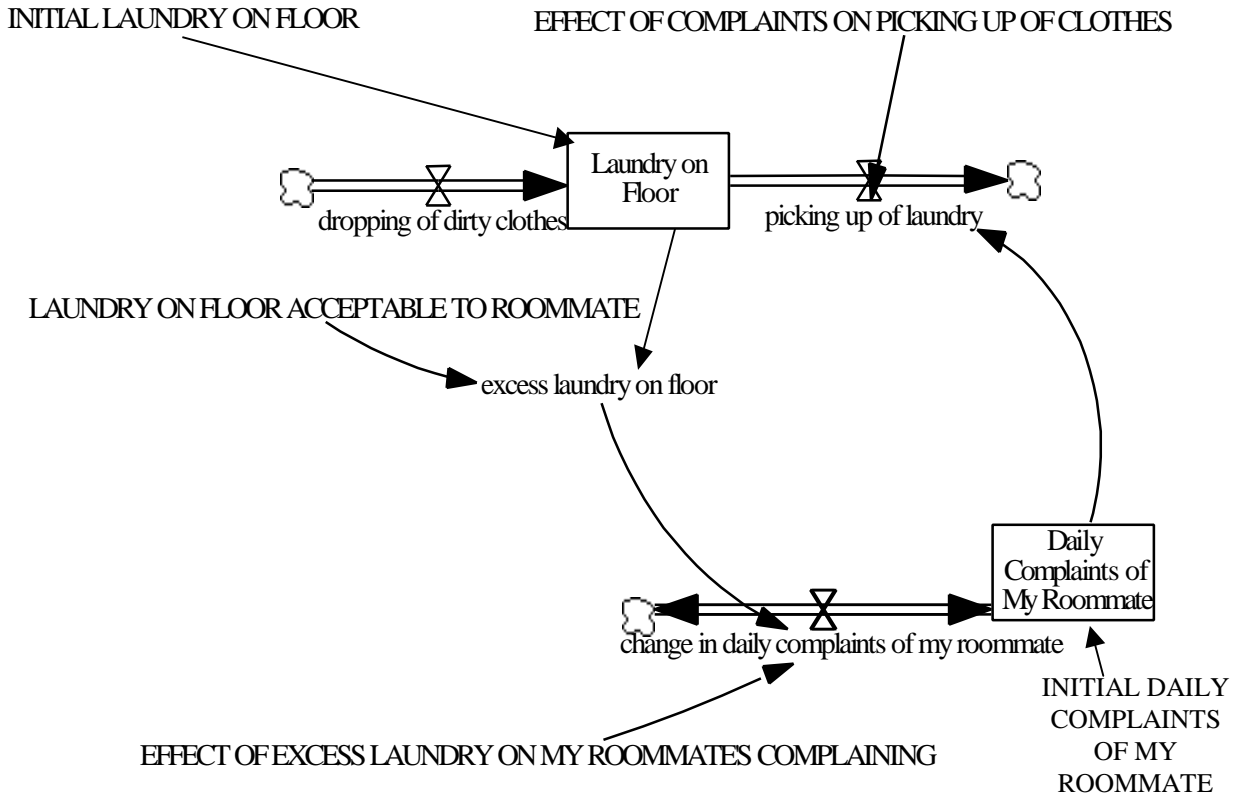 INITIAL LAUNDRY ON FLOOR
EFFECT OF COMPLAINTS ON PICKING UP OF CLOTHES
Laundry on
Floor
dropping of dirty clothes
picking up of laundry
LAUNDRY ON FLOOR ACCEPTABLE TO ROOMMATE
excess laundry on floor
Daily
Complaints of
My Roommate
change in daily complaints of my roommate
INITIAL DAILY
COMPLAINTS
OF MY
ROOMMATE
EFFECT OF EXCESS LAUNDRY ON MY ROOMMATE'S COMPLAINING